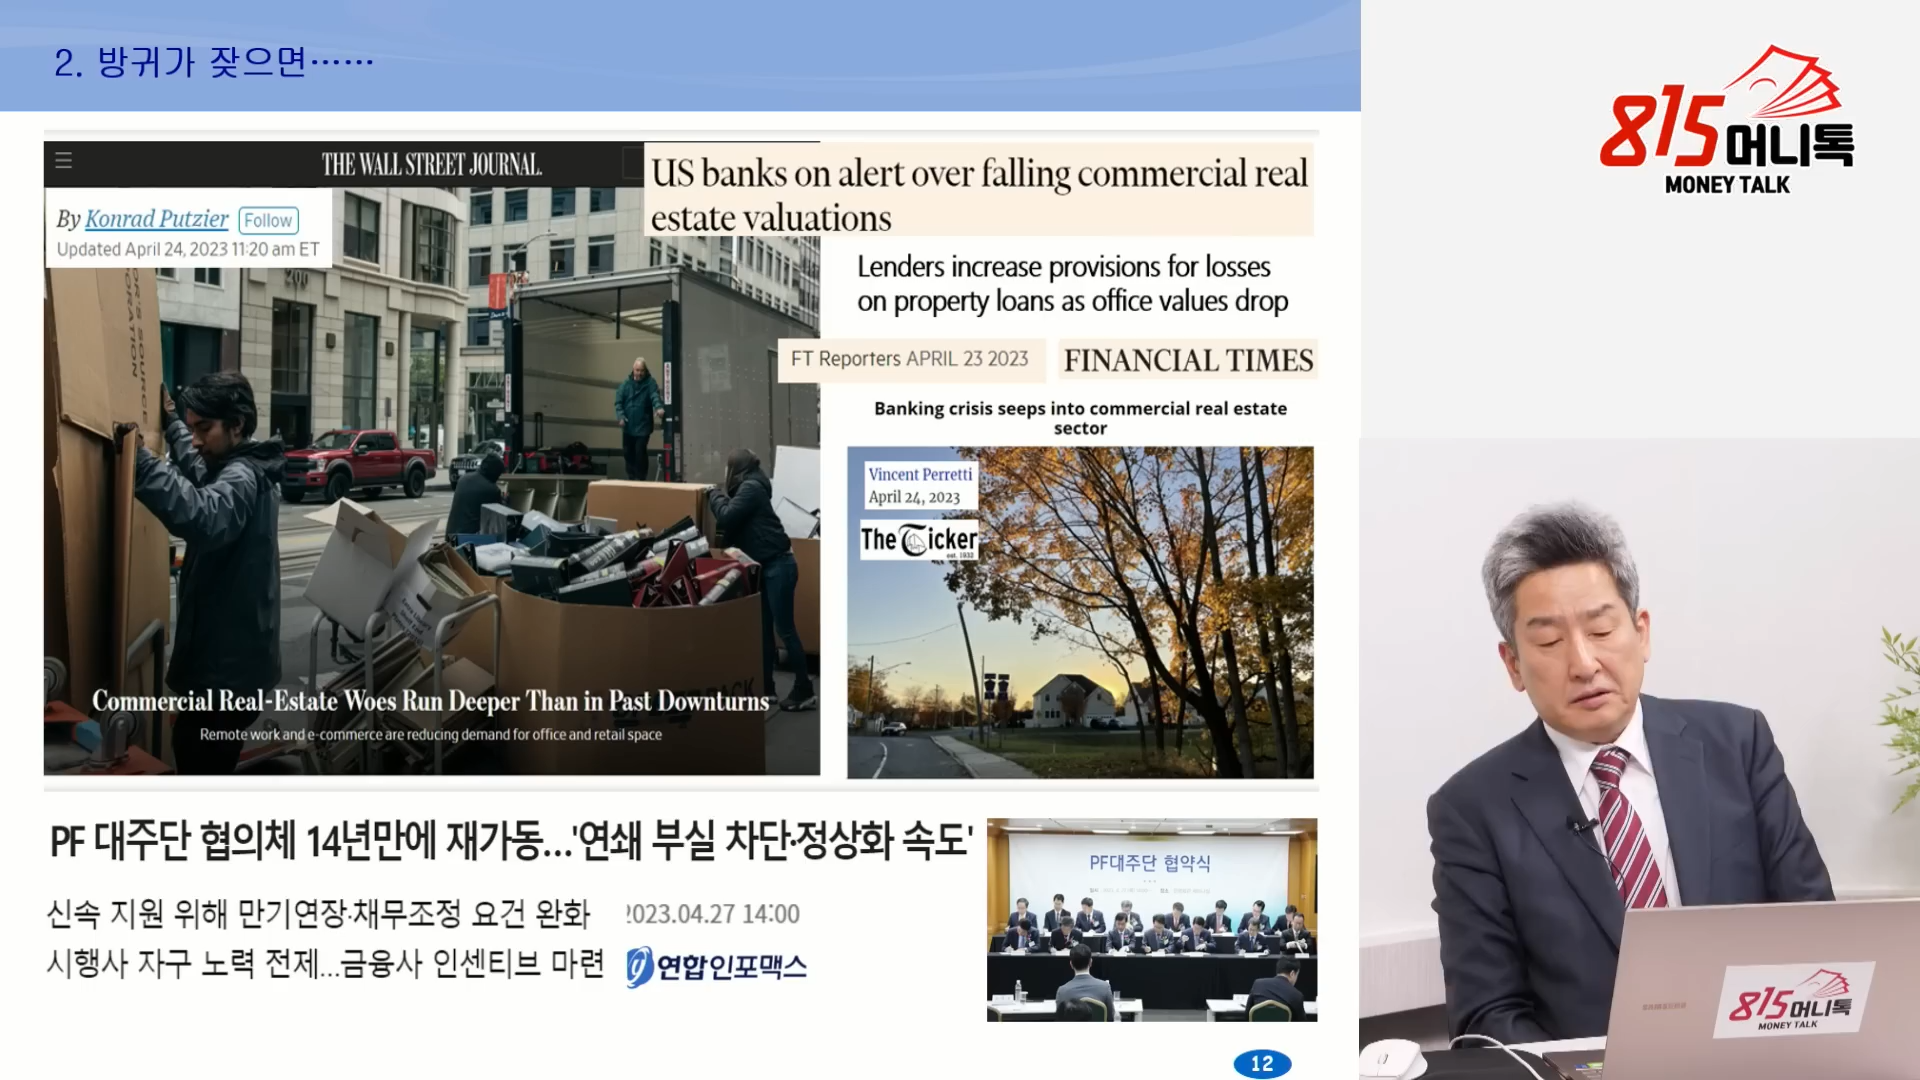 2. 방귀가 잦으면……
THE WALL STREET JOURNAL.
By Konrad Putzier Follow
Updated April 24, 2023 11:20 am ET
200
Commercial Real-Estate Woes Run Deeper Than in Past Downturns
Remote work and e-commerce are reducing demand for office and retail space
US banks on alert over falling commercial real
estate valuations
Lenders increase provisions for losses
on property loans as office values drop
FT Reporters APRIL 23 2023
FINANCIAL TIMES
Banking crisis seeps into commercial real estate
sector
Vincent Perretti
April 24, 2023
The Ticker
est. 1932
PF 대주단 협의체 14년만에 재가동...'연쇄 부실 차단·정상화 속도'
신속 지원 위해 만기연장·채무조정 요건 완화
2023.04.27 14:00
시행사 자구 노력 전제...금융사 인센티브 마련
연합인포맥스
PF대주단 협약식
12
815머니톡
MONEY TALK
815머니톡
MONEY TALK